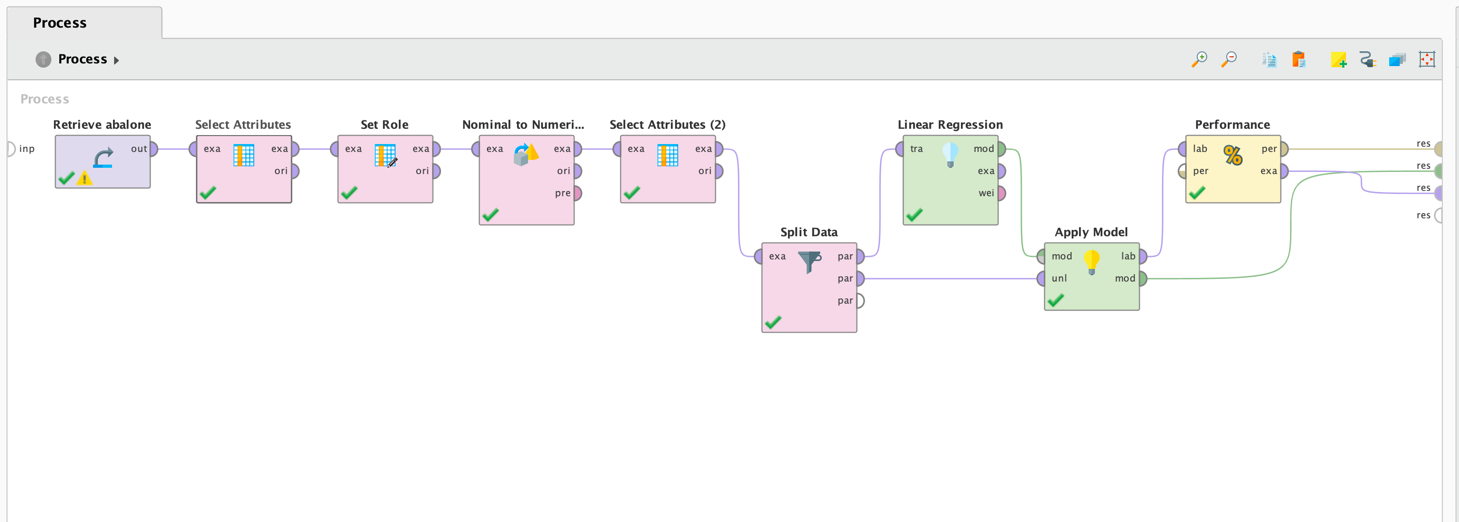 Process
Process
Process
inp
Retrieve abalone
out
Select Attributes
exa exa
ori
Set Role
exa exa
ori
Nominal to Numeri...
exa exa
ori
pre
Select Attributes (2)
exa exa
ori
Split Data
exa par
par
par
Linear Regression
tra mod
exa
wei
Apply Model
mod lab
unl mod
Performance
%
lab per
per exa
res
res
res
res